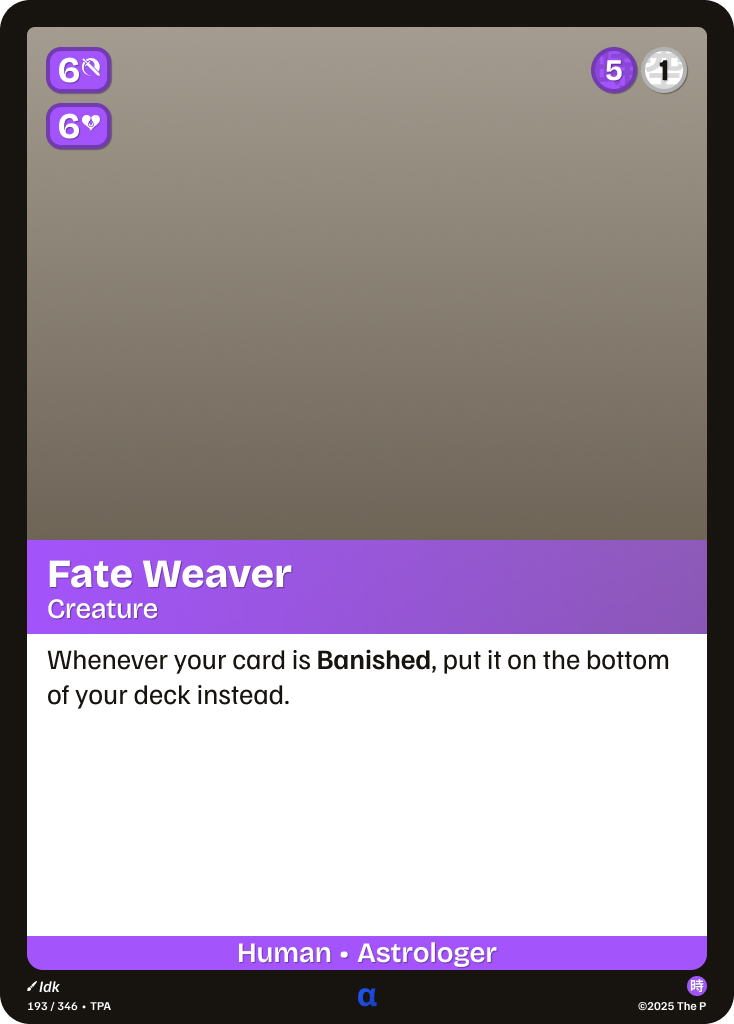 6
5 1
6
Fate Weaver
Creature
Whenever your card is Banished, put it on the bottom
of your deck instead.
Human • Astrologer
Idk
時
193 / 346 • TPA
α
©2025 The P